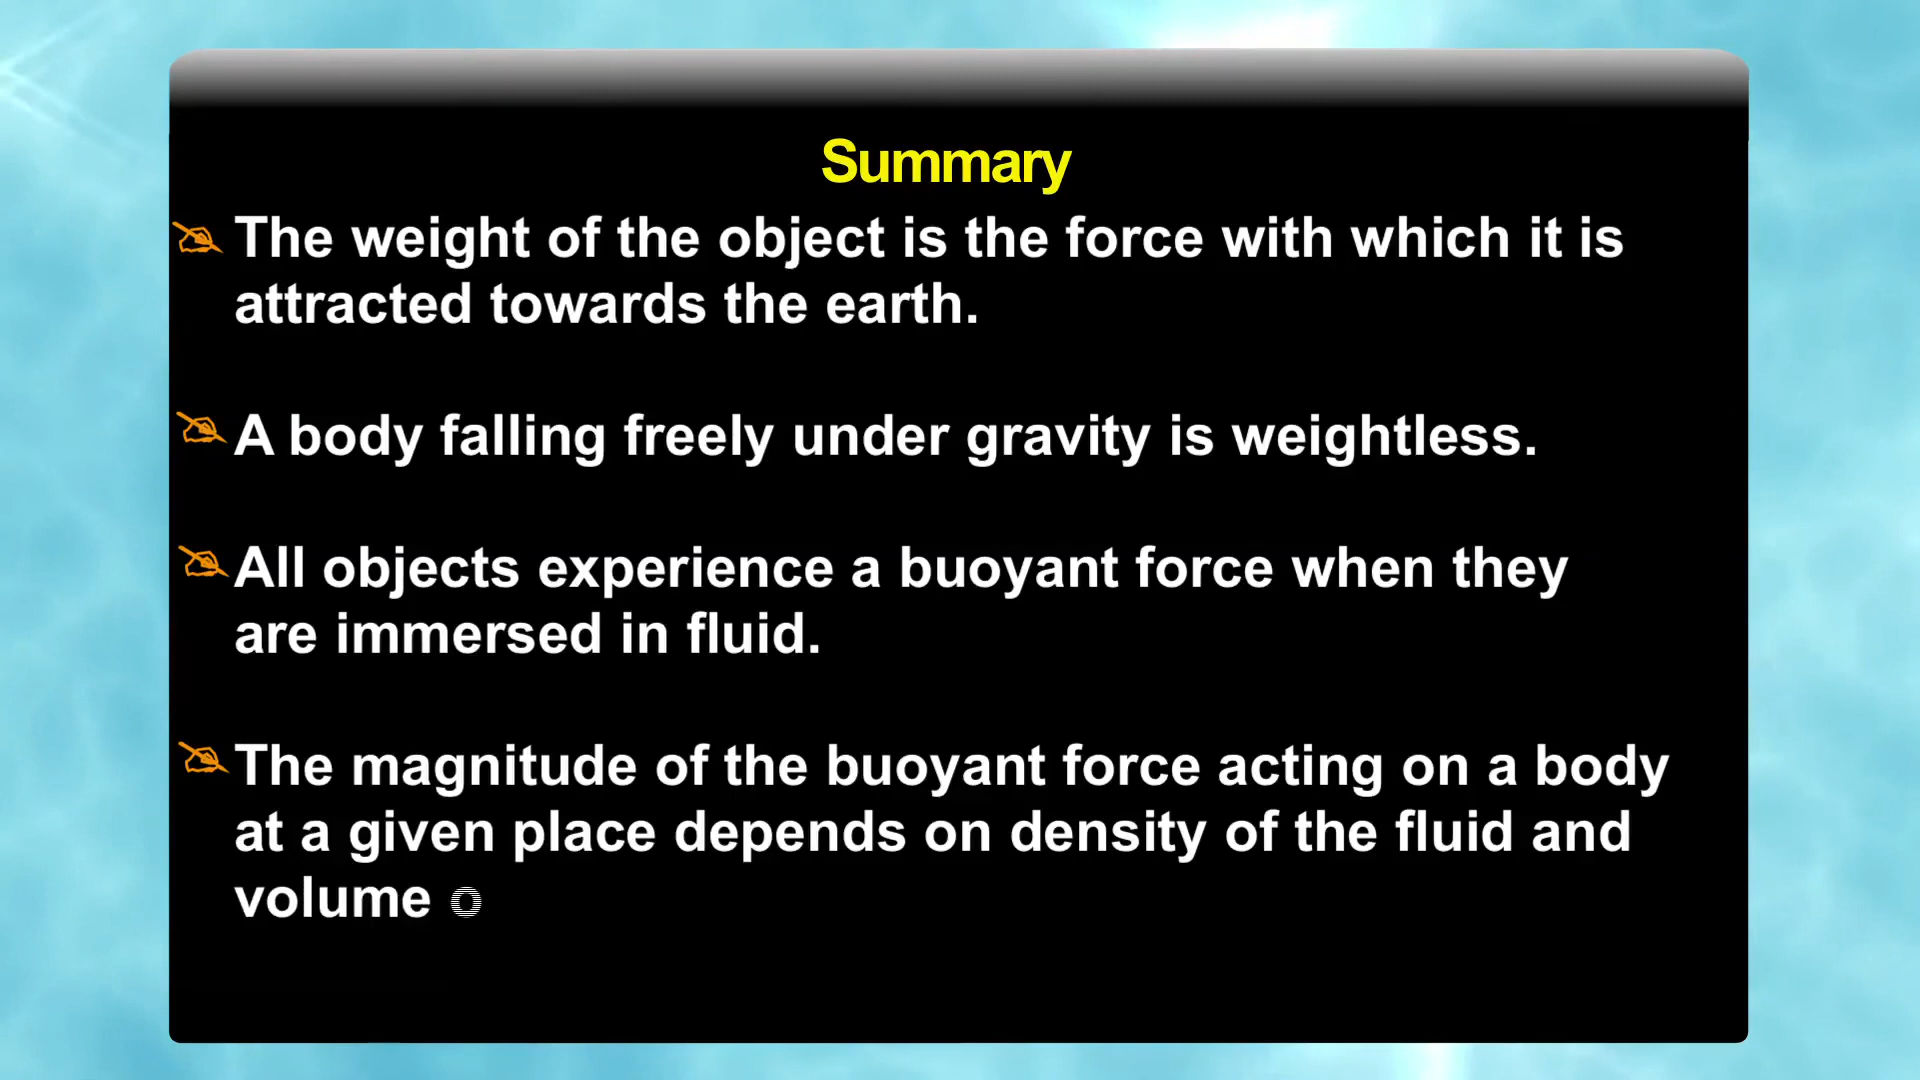 Summary
The weight of the object is the force with which it is
attracted towards the earth.
A body falling freely under gravity is weightless.
All objects experience a buoyant force when they
are immersed in fluid.
The magnitude of the buoyant force acting on a body
at a given place depends on density of the fluid and
volume o